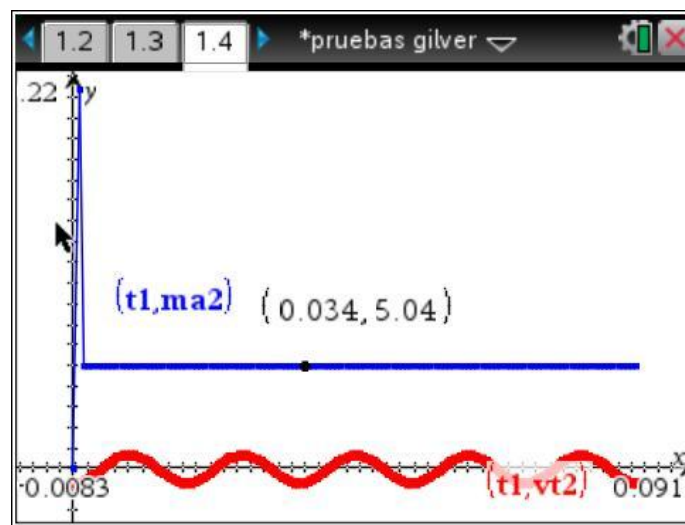 1.2 1.3 1.4 *pruebas gilver
.22 y
(t1,ma2) (0.034,5.04)
x
-0.0083 (t1,vt2) 0.091